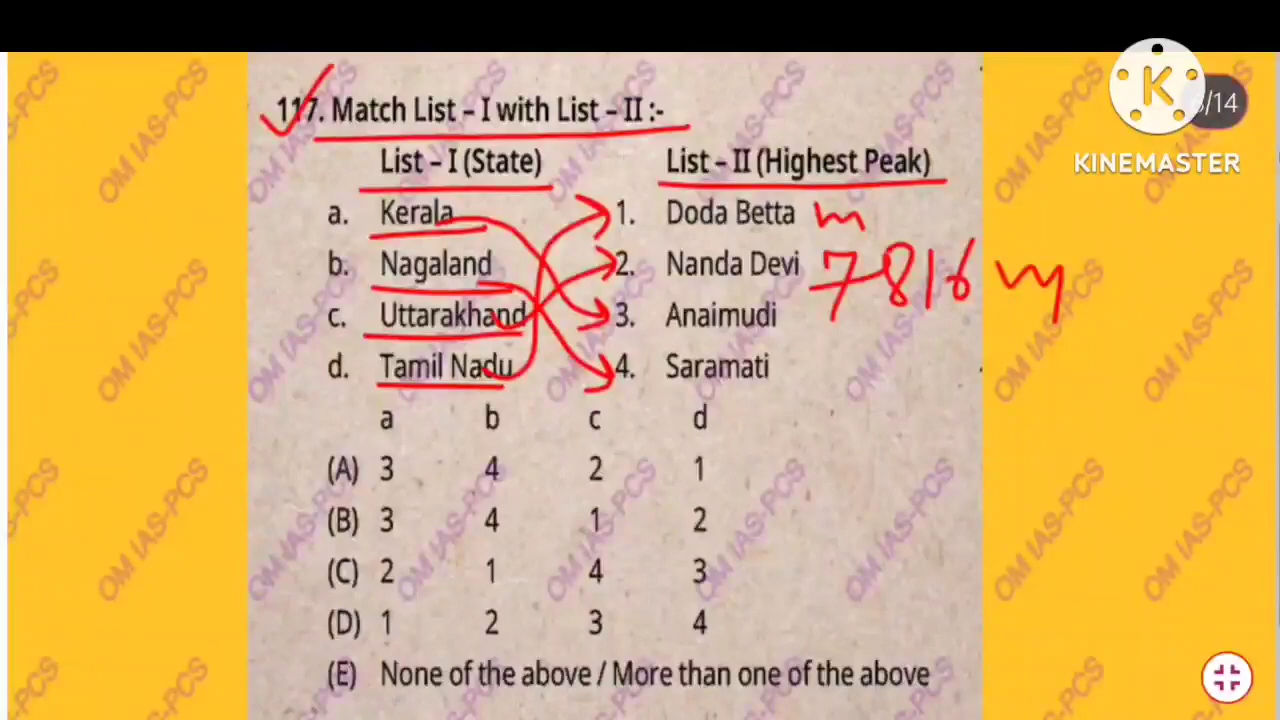 117. Match List – I with List – II :-
List – I (State) List – II (Highest Peak)
a. Kerala 1. Doda Betta m
b. Nagaland 2. Nanda Devi 7816 m
c. Uttarakhand 3. Anaimudi
d. Tamil Nadu 4. Saramati
a b c d
(A) 3 4 2 1
(B) 3 4 1 2
(C) 2 1 4 3
(D) 1 2 3 4
(E) None of the above / More than one of the above
/14
K
KINEMASTER
OM IAS-PCS